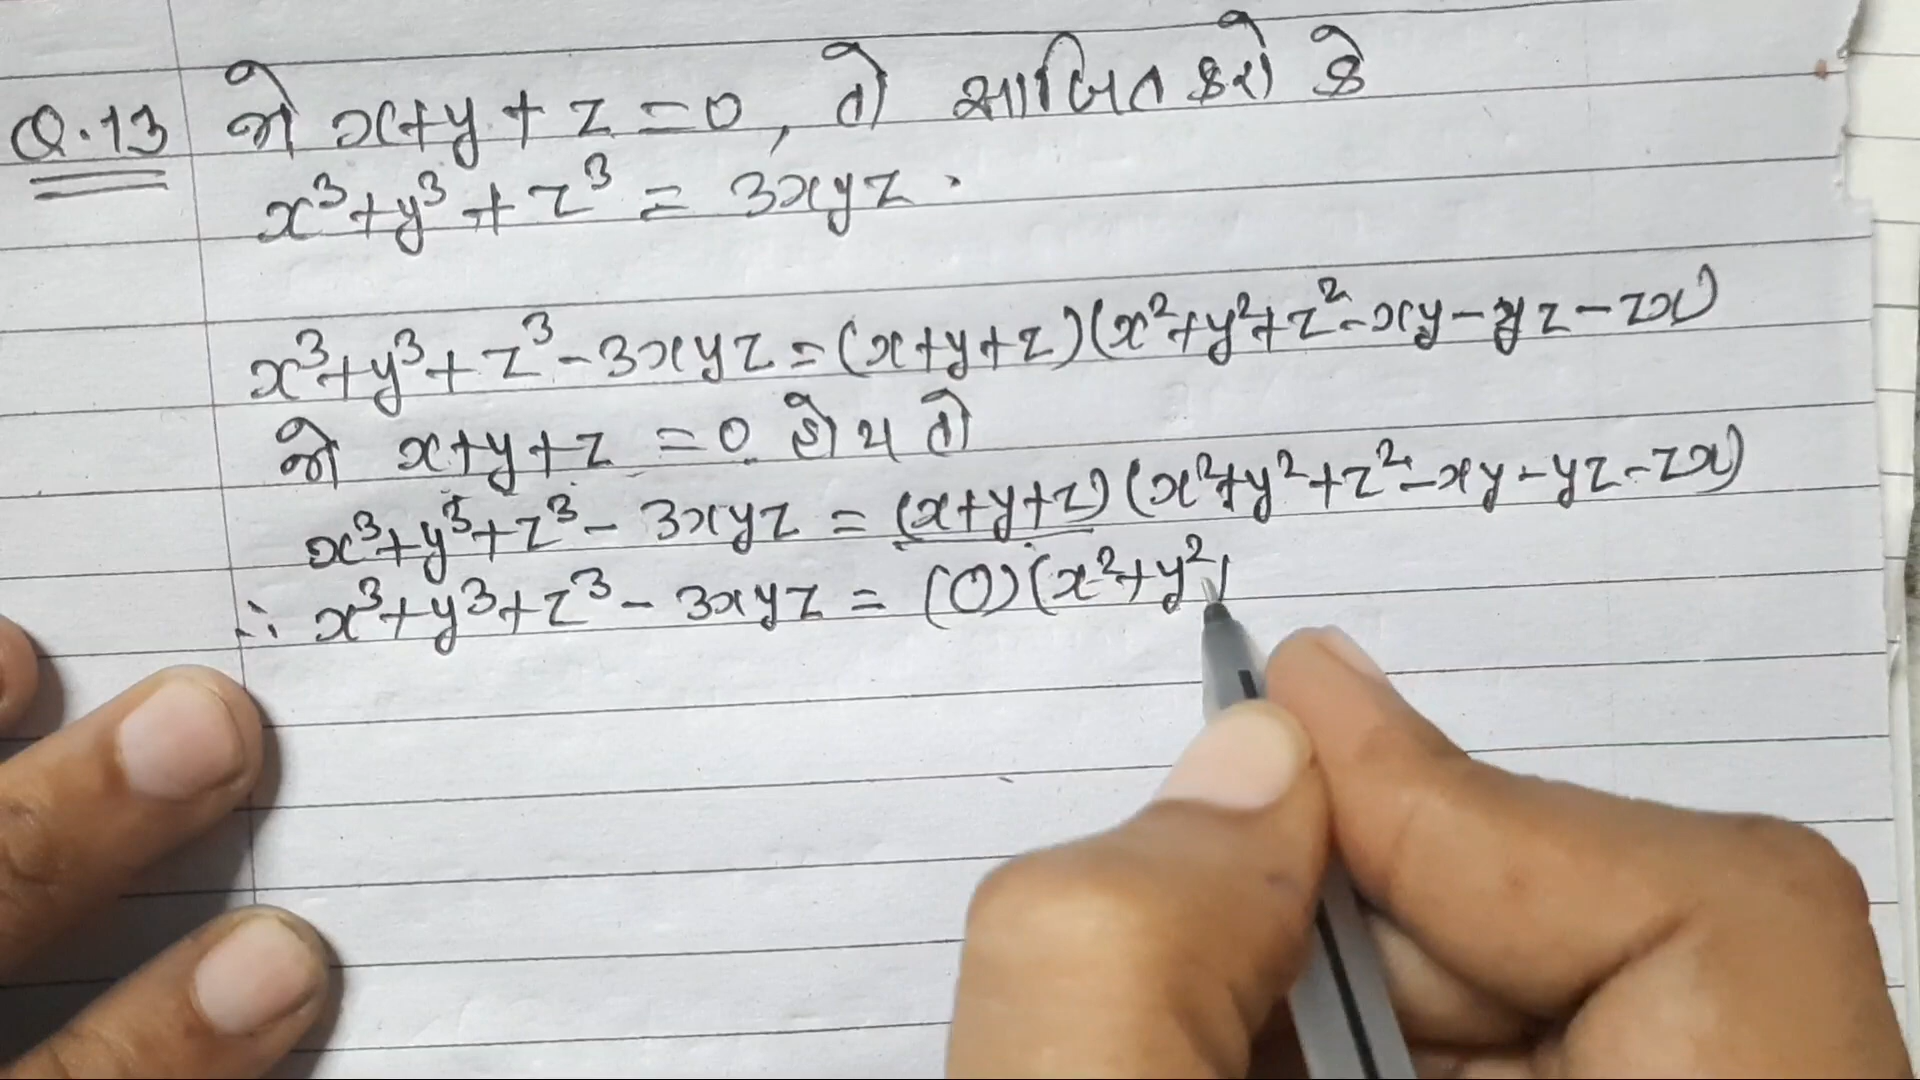 Q.13 જો x+y+z=0, તો સાબિત કરો કે
x³+y³+z³ = 3xyz.
x³+y³+z³-3xyz=(x+y+z)(x²+y²+z²-xy-yz-zx)
જો x+y+z=0 હોય તો
x³+y³+z³-3xyz=(x+y+z)(x²+y²+z²-xy-yz-zx)
∴ x³+y³+z³-3xyz=(0)(x²+y²